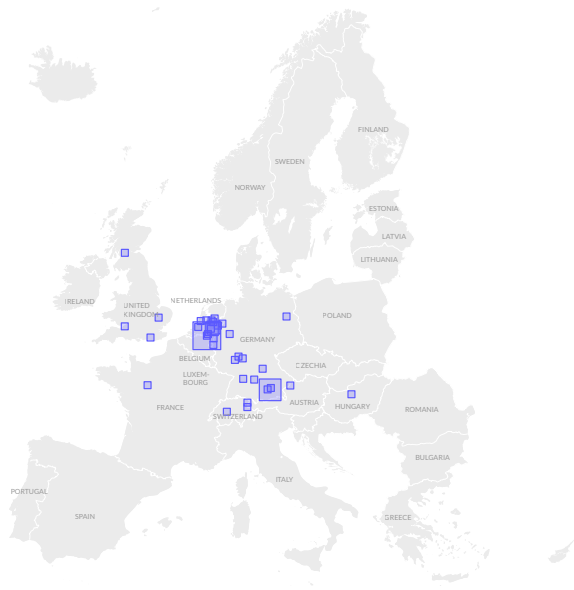 FINLAND
SWEDEN
NORWAY
ESTONIA
LATVIA
LITHUANIA
IRELAND
UNITED
KINGDOM
NETHERLANDS
POLAND
GERMANY
BELGIUM
LUXEM-
BOURG
CZECHIA
FRANCE
AUSTRIA
HUNGARY
SWITZERLAND
ROMANIA
BULGARIA
ITALY
PORTUGAL
SPAIN
GREECE